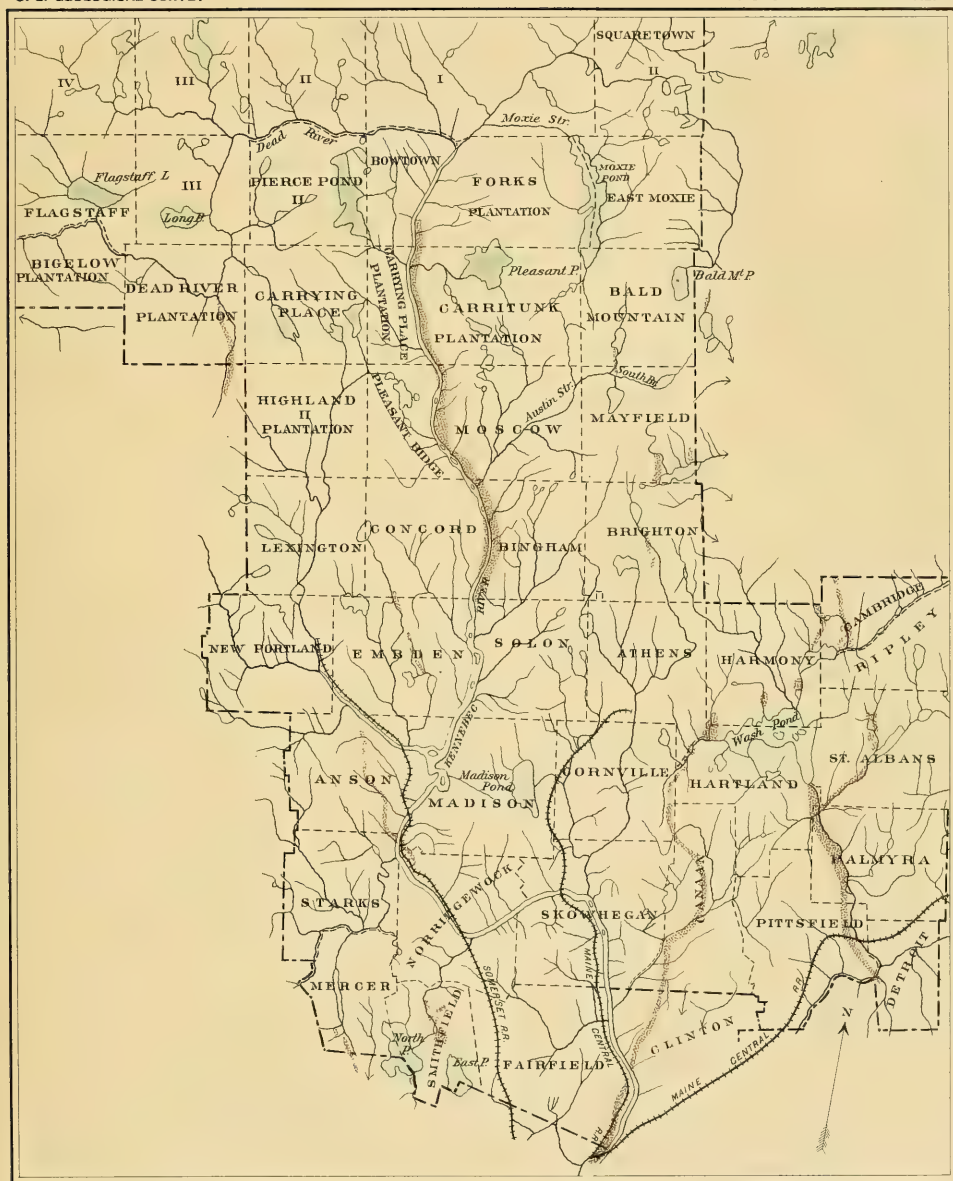 SQUARETOWN
IV
III
II
I
II
Moxie Str.
Dead River
BOWTOWN
MOXIE
POND
Flagstaff L
III
PIERCE POND
II
FORKS
PLANTATION
EAST MOXIE
FLAGSTAFF
Long P.
BIGELOW
PLANTATION
DEAD RIVER
PLANTATION
CARRYING
PLACE
CARRYING PLACE
PLANTATION
Pleasant P.
CARRITUNK
PLANTATION
BALD
MOUNTAIN
Bald Mt. P.
HIGHLAND
II
PLANTATION
PLEASANT RIDGE
Austin Str.
South Br.
MOSCOW
MAYFIELD
LEXINGTON
CONCORD
BINGHAM
BRIGHTON
RIVER
CAMBRIDGE
NEW PORTLAND
EMBDEN
SOLON
ATHENS
HARMONY
RIPLEY
KENNEBEC
Wash Pond
ANSON
Madison
Pond
MADISON
CORNVILLE
HARTLAND
ST. ALBANS
PALMYRA
STARKS
NORRIDGEWOCK
SKOWHEGAN
CANAAN
PITTSFIELD
DETROIT
MERCER
SOMERSET R.R.
MAINE CENTRAL R.R.
SMITHFIELD
North
P.
East P.
FAIRFIELD
CLINTON
MAINE CENTRAL RR.
N